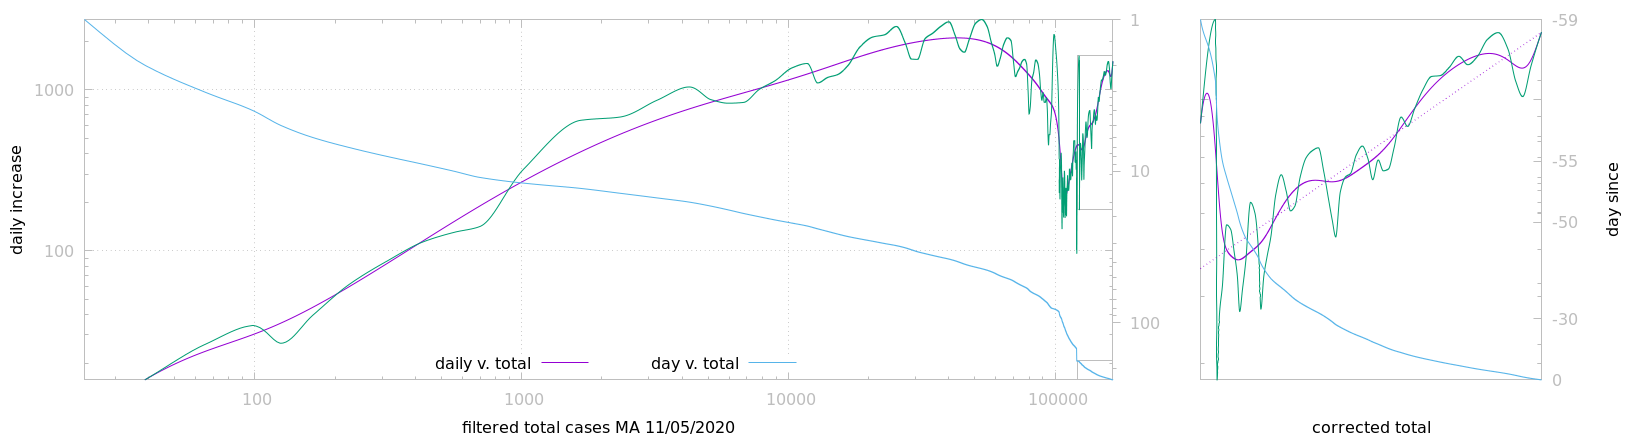 1
-59
1000
daily increase
-55
10
day since
-50
100
100
-30
daily v. total
day v. total
0
100
1000
10000
100000
filtered total cases MA 11/05/2020
corrected total